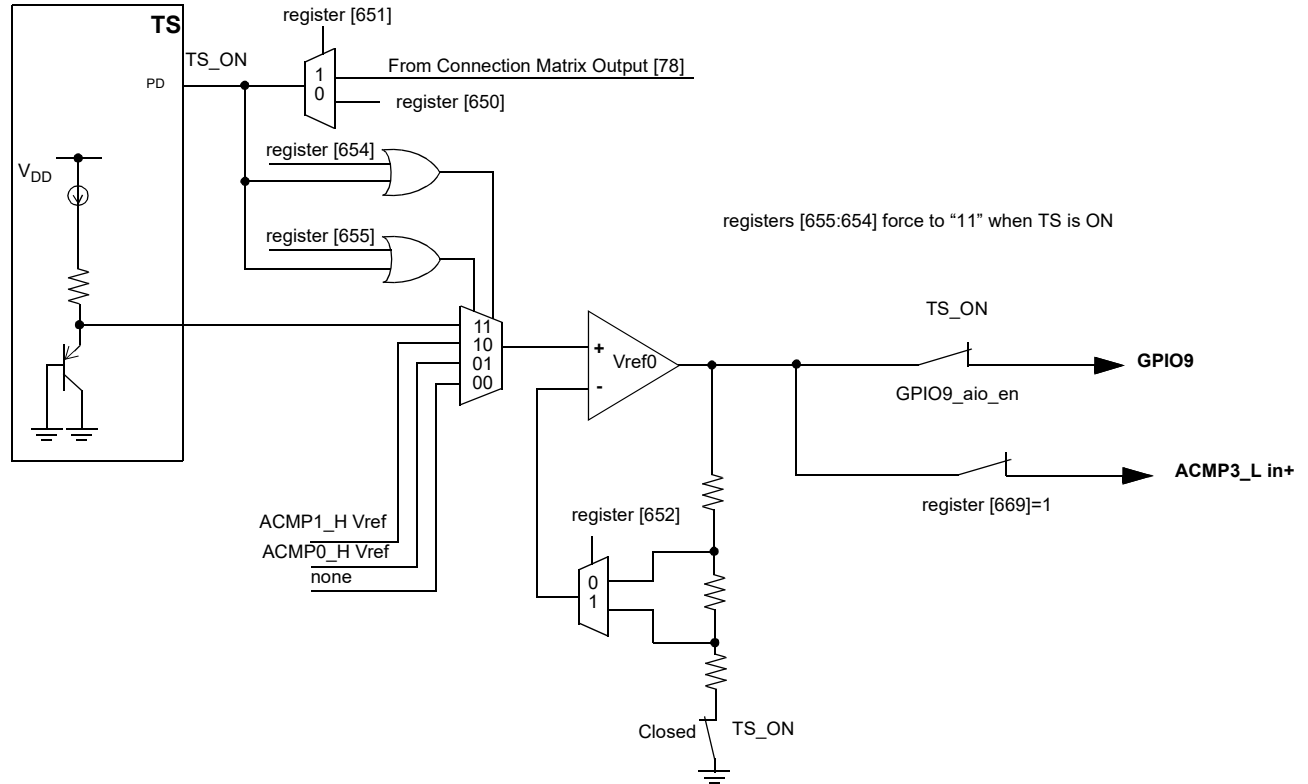 register [651]
TS
TS_ON
From Connection Matrix Output [78]
1
0
PD
register [650]
register [654]
VDD
registers [655:654] force to “11” when TS is ON
register [655]
TS_ON
11
10
01
00
+
-
Vref0
GPIO9
GPIO9_aio_en
ACMP3_L in+
register [669]=1
register [652]
ACMP1_H Vref
ACMP0_H Vref
none
0
1
Closed
TS_ON